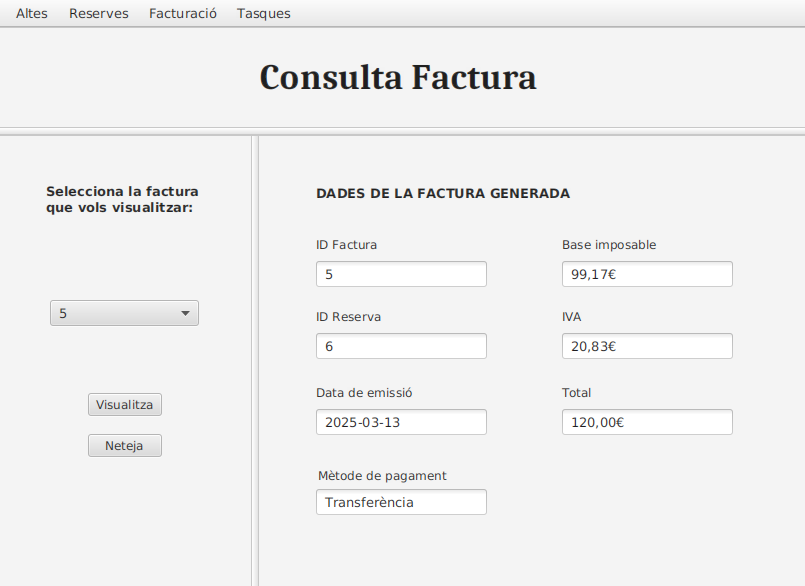 Altes Reserves Facturació Tasques
Consulta Factura
Selecciona la factura
que vols visualitzar:
5
Visualitza
Neteja
DADES DE LA FACTURA GENERADA
ID Factura
5
Base imposable
99,17€
ID Reserva
6
IVA
20,83€
Data de emissió
2025-03-13
Total
120,00€
Mètode de pagament
Transferència